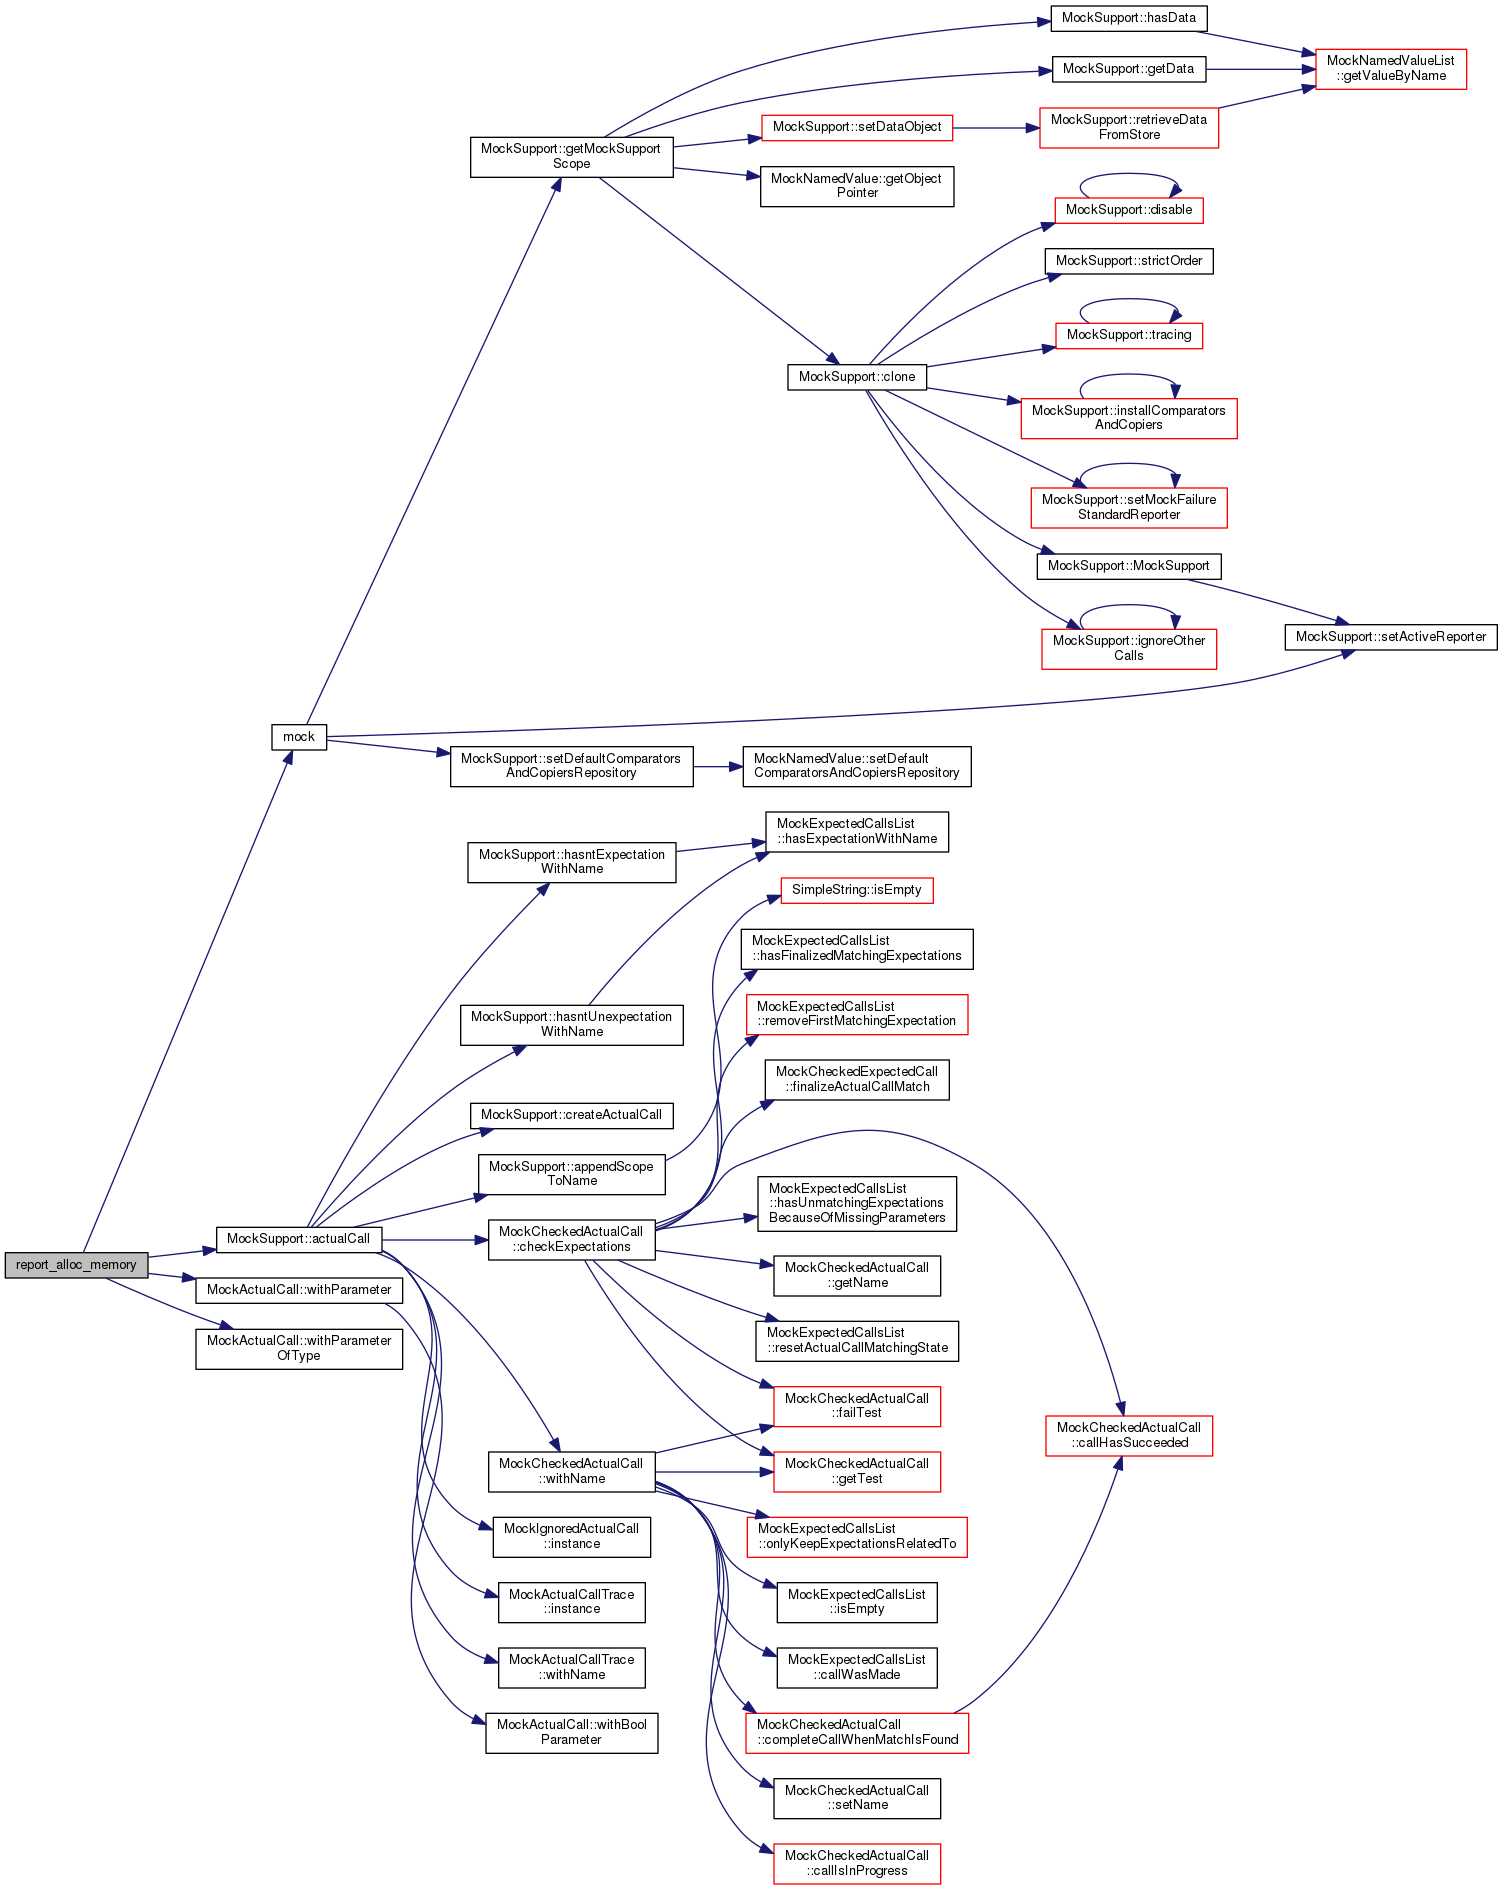 MockSupport::hasData
MockNamedValueList
::getValueByName
MockSupport::getData
MockSupport::setDataObject
MockSupport::retrieveData
FromStore
MockSupport::getMockSupport
Scope
MockNamedValue::getObject
Pointer
MockSupport::disable
MockSupport::strictOrder
MockSupport::tracing
MockSupport::clone
MockSupport::installComparators
AndCopiers
MockSupport::setMockFailure
StandardReporter
MockSupport::MockSupport
MockSupport::ignoreOther
Calls
MockSupport::setActiveReporter
mock
MockSupport::setDefaultComparators
AndCopiersRepository
MockNamedValue::setDefault
ComparatorsAndCopiersRepository
MockExpectedCallsList
::hasExpectationWithName
MockSupport::hasntExpectation
WithName
SimpleString::isEmpty
MockExpectedCallsList
::hasFinalizedMatchingExpectations
MockExpectedCallsList
::removeFirstMatchingExpectation
MockSupport::hasntUnexpectation
WithName
MockCheckedExpectedCall
::finalizeActualCallMatch
MockSupport::createActualCall
MockSupport::appendScope
ToName
MockExpectedCallsList
::hasUnmatchingExpectations
BecauseOfMissingParameters
MockSupport::actualCall
MockCheckedActualCall
::checkExpectations
report_alloc_memory
MockCheckedActualCall
::getName
MockActualCall::withParameter
MockActualCall::withParameter
OfType
MockExpectedCallsList
::resetActualCallMatchingState
MockCheckedActualCall
::failTest
MockCheckedActualCall
::callHasSucceeded
MockCheckedActualCall
::withName
MockCheckedActualCall
::getTest
MockIgnoredActualCall
::instance
MockExpectedCallsList
::onlyKeepExpectationsRelatedTo
MockActualCallTrace
::instance
MockExpectedCallsList
::isEmpty
MockActualCallTrace
::withName
MockExpectedCallsList
::callWasMade
MockActualCall::withBool
Parameter
MockCheckedActualCall
::completeCallWhenMatchIsFound
MockCheckedActualCall
::setName
MockCheckedActualCall
::callIsInProgress